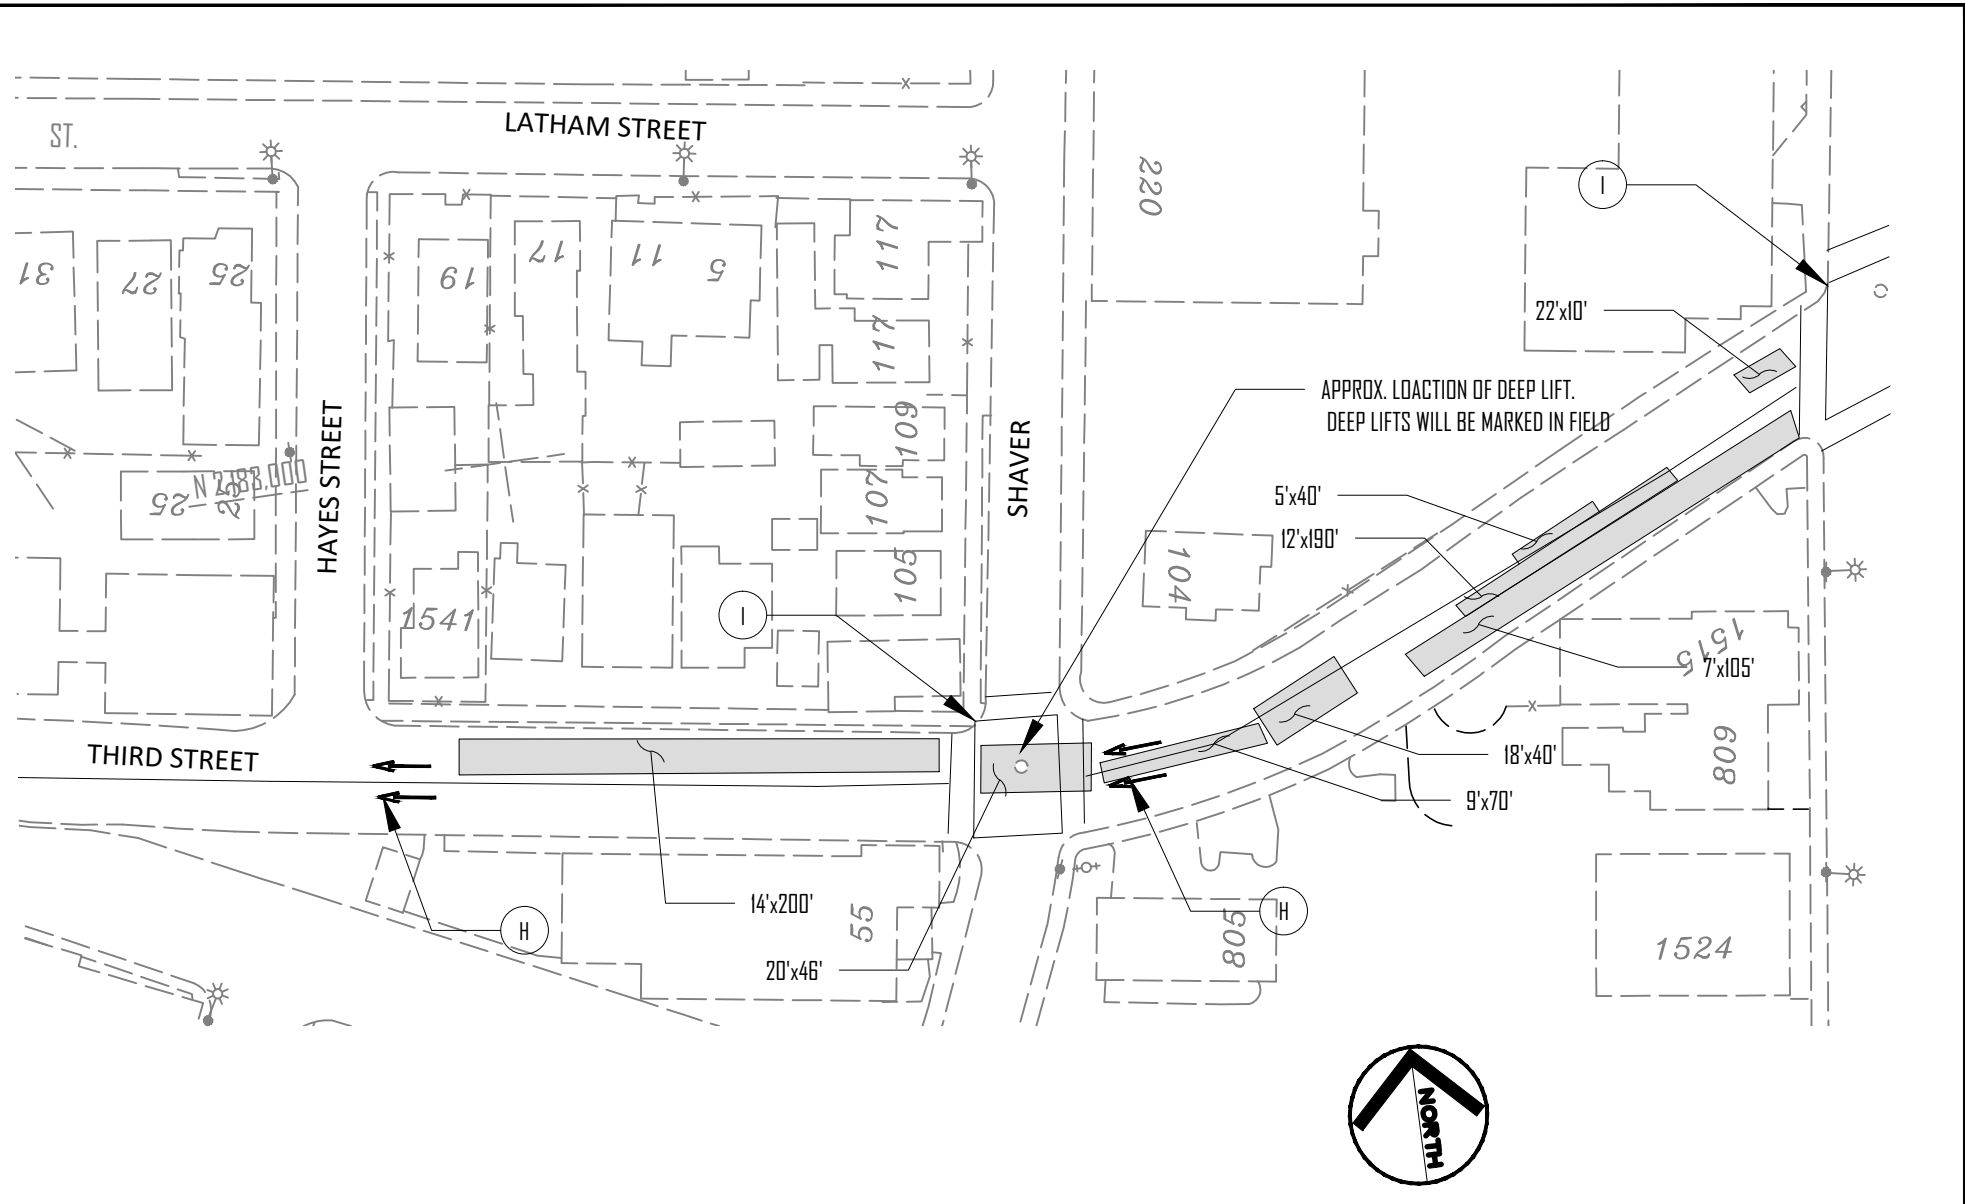 LATHAM STREET
ST.
220
I
31
27
25
19
17
11
5
117
22'x10'
117
APPROX. LOACTION OF DEEP LIFT.
DEEP LIFTS WILL BE MARKED IN FIELD
109
HAYES STREET
SHAVER
N 2,183,000
25
25
107
5'x40'
12'x190'
105
104
1541
I
1515
7'x105'
THIRD STREET
18'x40'
809
9'x70'
14'x200'
55
H
H
805
1524
20'x46'
NORTH